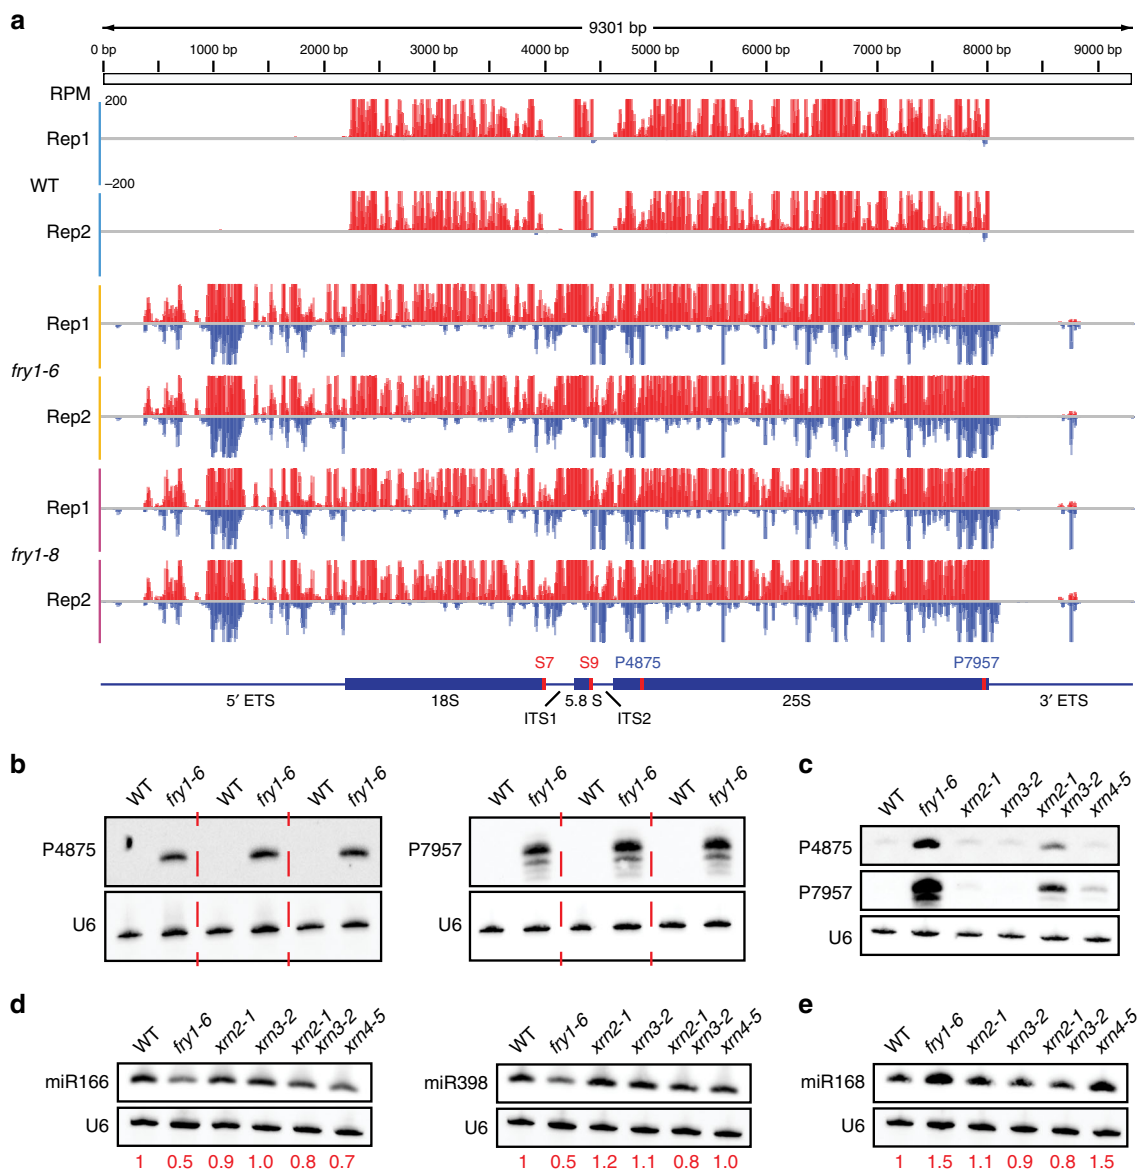 a
9301 bp
0 bp 1000 bp 2000 bp 3000 bp 4000 bp 5000 bp 6000 bp 7000 bp 8000 bp 9000 bp
RPM
200
Rep1
WT
−200
Rep2
Rep1
fry1-6
Rep2
Rep1
fry1-8
Rep2
S7 S9 P4875 P7957
5′ ETS 18S 5.8 S 25S 3′ ETS
ITS1 ITS2
b
WT fry1-6 WT fry1-6 WT fry1-6
P4875
U6
WT fry1-6 WT fry1-6 WT fry1-6
P7957
U6
c
WT fry1-6 xrn2-1 xrn3-2 xrn2-1 xrn3-2 xrn4-5
P4875
P7957
U6
d
WT fry1-6 xrn2-1 xrn3-2 xrn2-1 xrn3-2 xrn4-5
miR166
U6
1 0.5 0.9 1.0 0.8 0.7
WT fry1-6 xrn2-1 xrn3-2 xrn2-1 xrn3-2 xrn4-5
miR398
U6
1 0.5 1.2 1.1 0.8 1.0
e
WT fry1-6 xrn2-1 xrn3-2 xrn2-1 xrn3-2 xrn4-5
miR168
U6
1 1.5 1.1 0.9 0.8 1.5